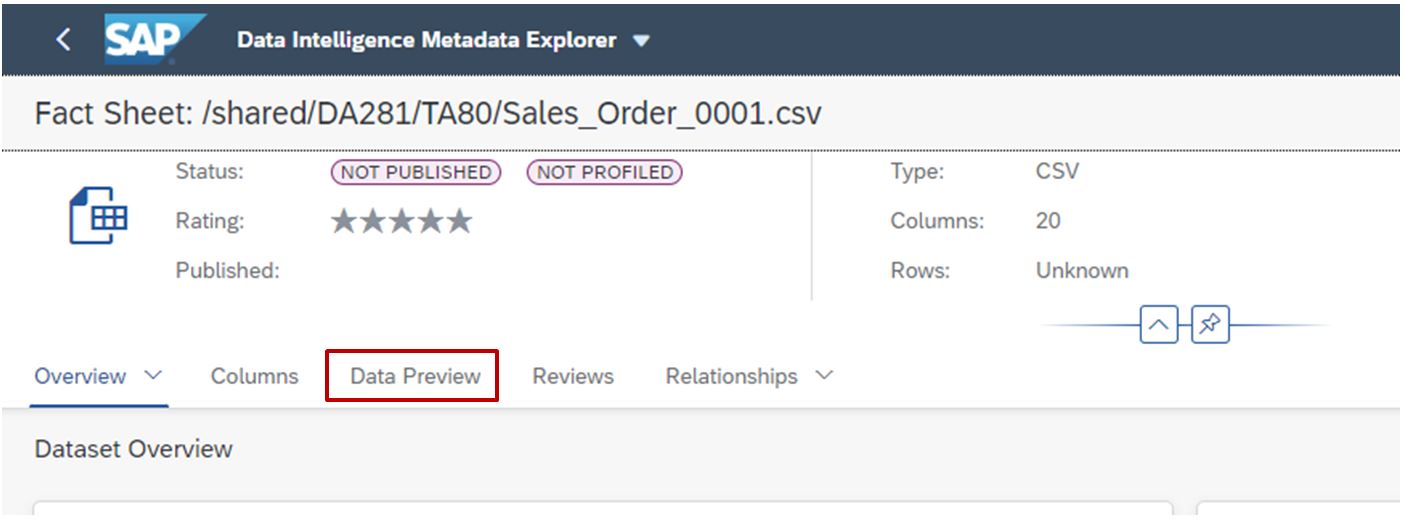 SAP Data Intelligence Metadata Explorer
Fact Sheet: /shared/DA281/TA80/Sales_Order_0001.csv
Status: NOT PUBLISHED NOT PROFILED Type: CSV
Rating: Columns: 20
Published: Rows: Unknown
Overview Columns Data Preview Reviews Relationships
Dataset Overview